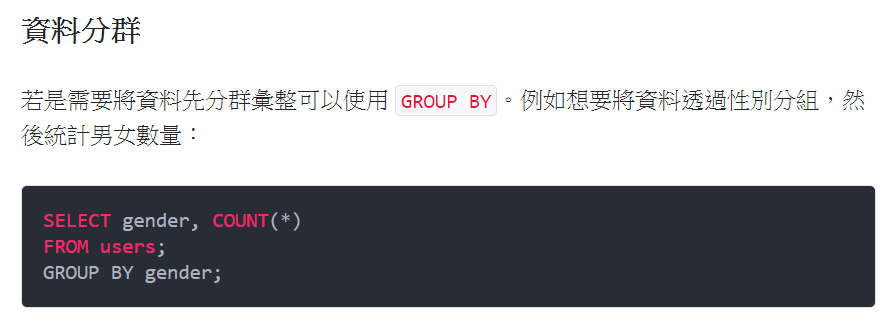 資料分群
若是需要將資料先分群彙整可以使用 GROUP BY 。例如想要將資料透過性別分組，然
後統計男女數量：
SELECT gender, COUNT(*)
FROM users;
GROUP BY gender;